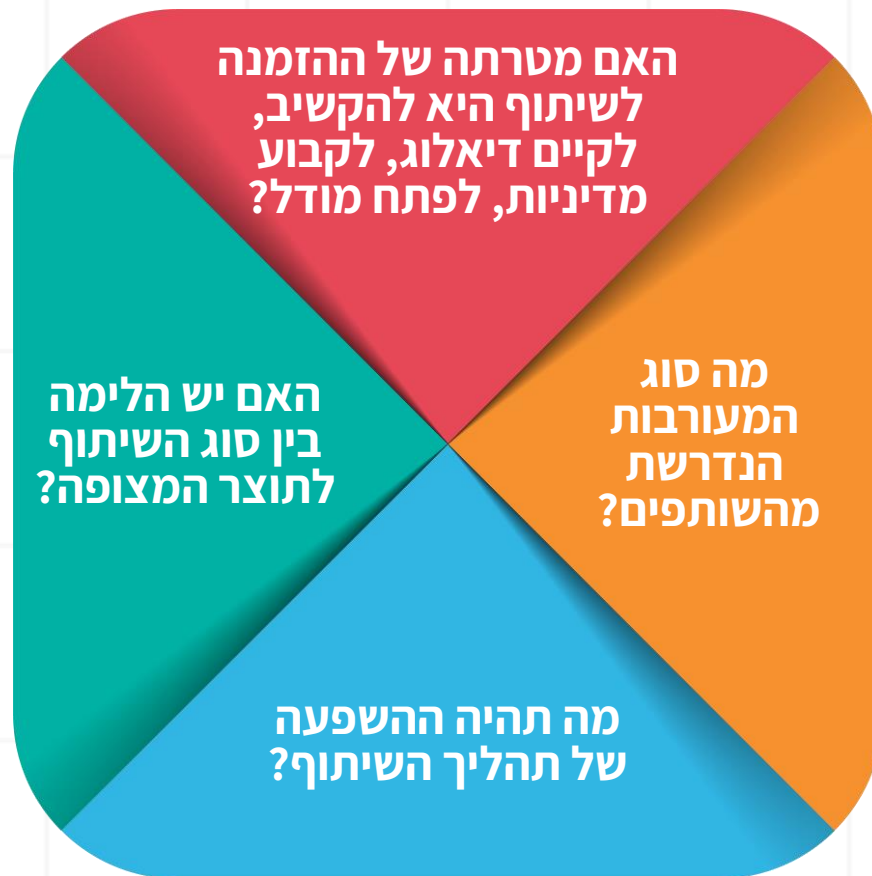 האם מטרתה של ההזמנה
לשיתוף היא להקשיב,
לקיים דיאלוג, לקבוע
מדיניות, לפתח מודל?
מה סוג
המעורבות
הנדרשת
מהשותפים?
האם יש הלימה
בין סוג השיתוף
לתוצר המצופה?
מה תהיה ההשפעה
של תהליך השיתוף?